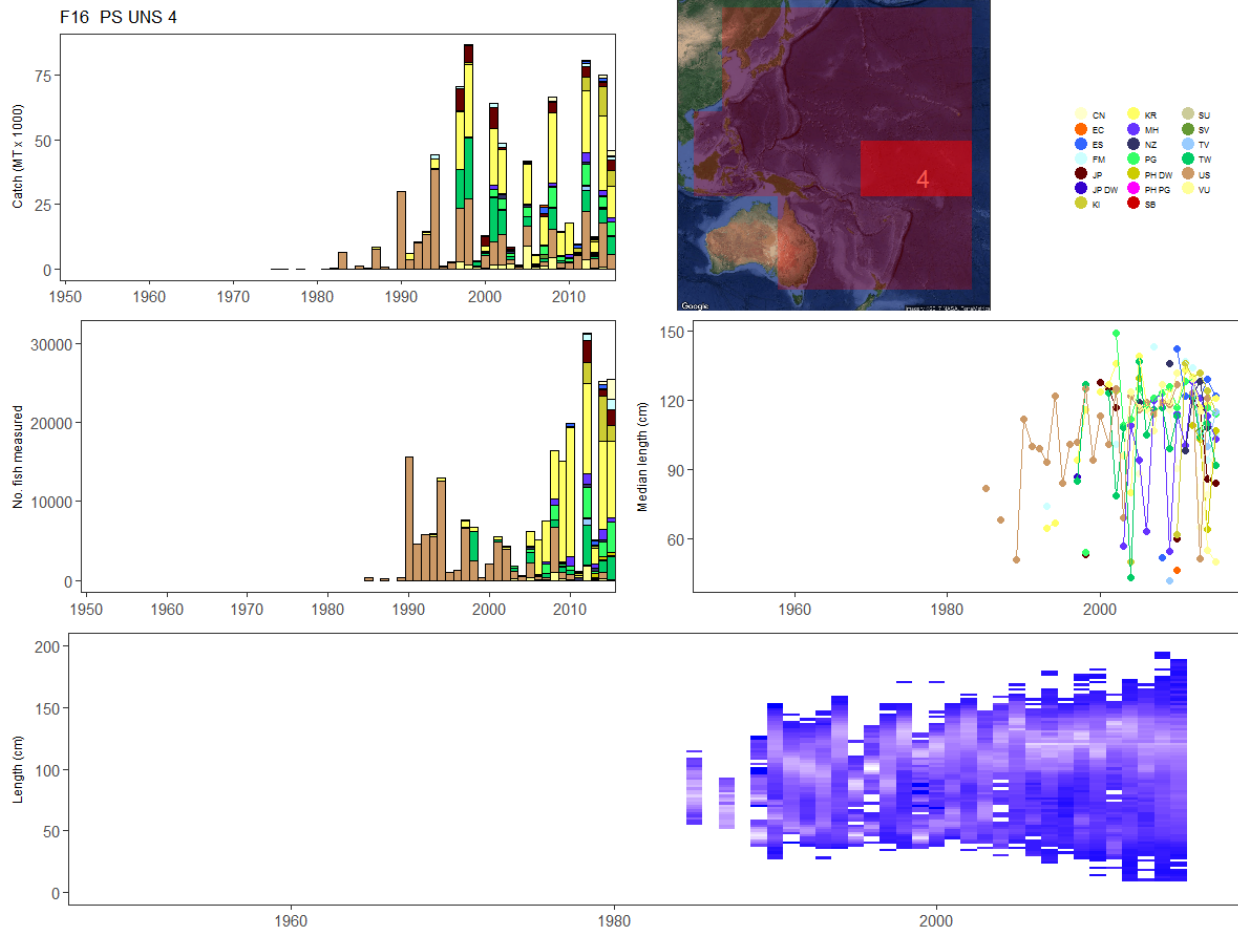 F16 PS UNS 4
Catch (MT x 1000)
75
50
25
0
1950 1960 1970 1980 1990 2000 2010
4
Google
CN KR SU
EC MH SV
ES NZ TV
FM PG TW
JP PH DW US
JP DW PH PG VU
KI SB
No. fish measured
30000
20000
10000
0
1950 1960 1970 1980 1990 2000 2010
Median length (cm)
150
120
90
60
1960 1980 2000
Length (cm)
200
150
100
50
0
1960 1980 2000